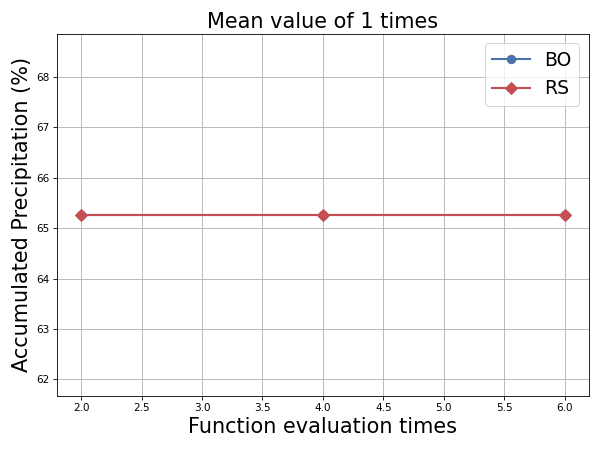 Mean value of 1 times
BO
RS
Accumulated Precipitation (%)
68
67
66
65
64
63
62
2.0 2.5 3.0 3.5 4.0 4.5 5.0 5.5 6.0
Function evaluation times